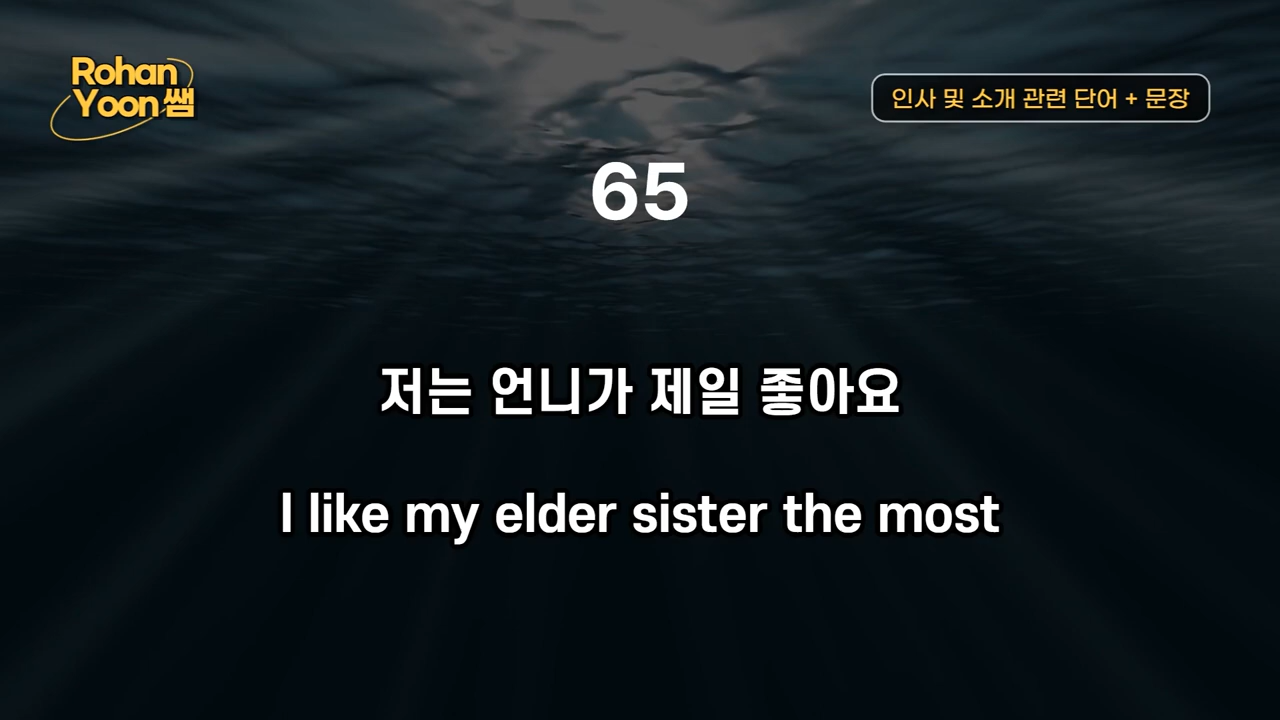 Rohan
Yoon쌤
인사 및 소개 관련 단어 + 문장
65
저는 언니가 제일 좋아요
I like my elder sister the most